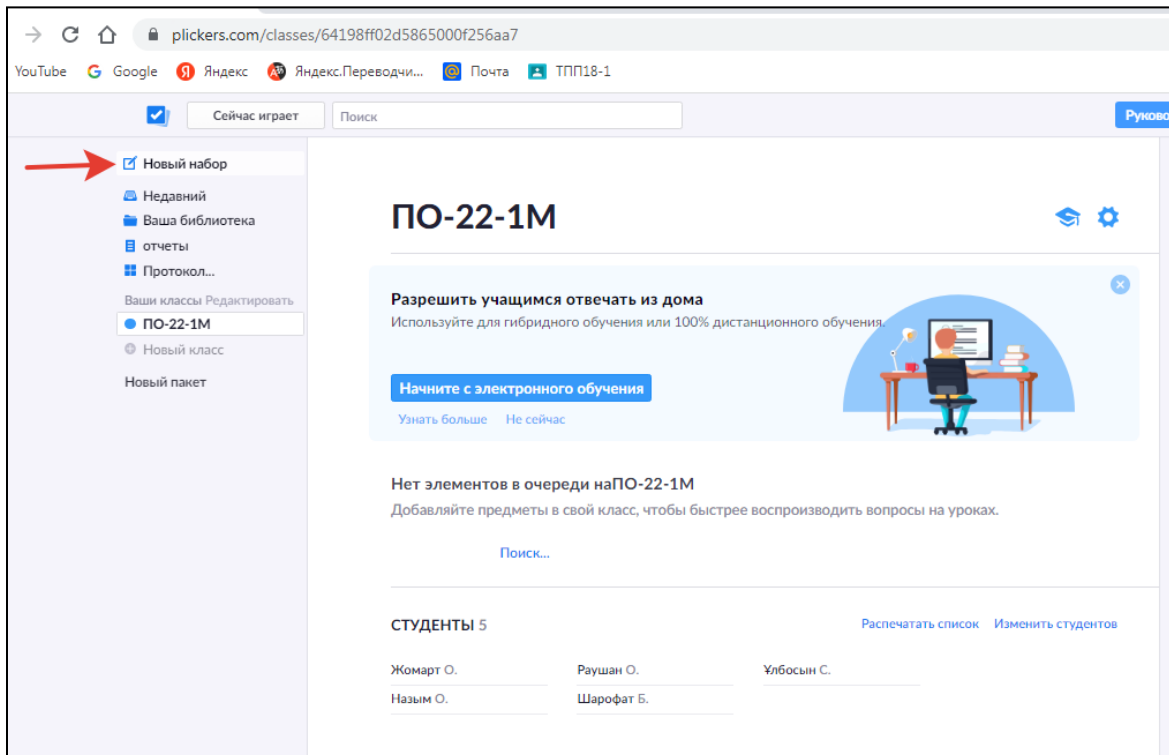 plickers.com/classes/64198ff02d5865000f256aa7
YouTube Google Яндекс Яндекс.Переводчи... Почта ТПП18-1
Сейчас играет Поиск
Новый набор
Недавний
Ваша библиотека
отчеты
Протокол...
Ваши классы Редактировать
ПО-22-1М
Новый класс
Новый пакет
ПО-22-1М
Разрешить учащимся отвечать из дома
Используйте для гибридного обучения или 100% дистанционного обучения.
Начните с электронного обучения
Узнать больше Не сейчас
Нет элементов в очереди наПО-22-1М
Добавляйте предметы в свой класс, чтобы быстрее воспроизводить вопросы на уроках.
Поиск...
СТУДЕНТЫ 5 Распечатать список Изменить студентов
Жомарт О. Раушан О. Ұлбосын С.
Назым О. Шарофат Б.